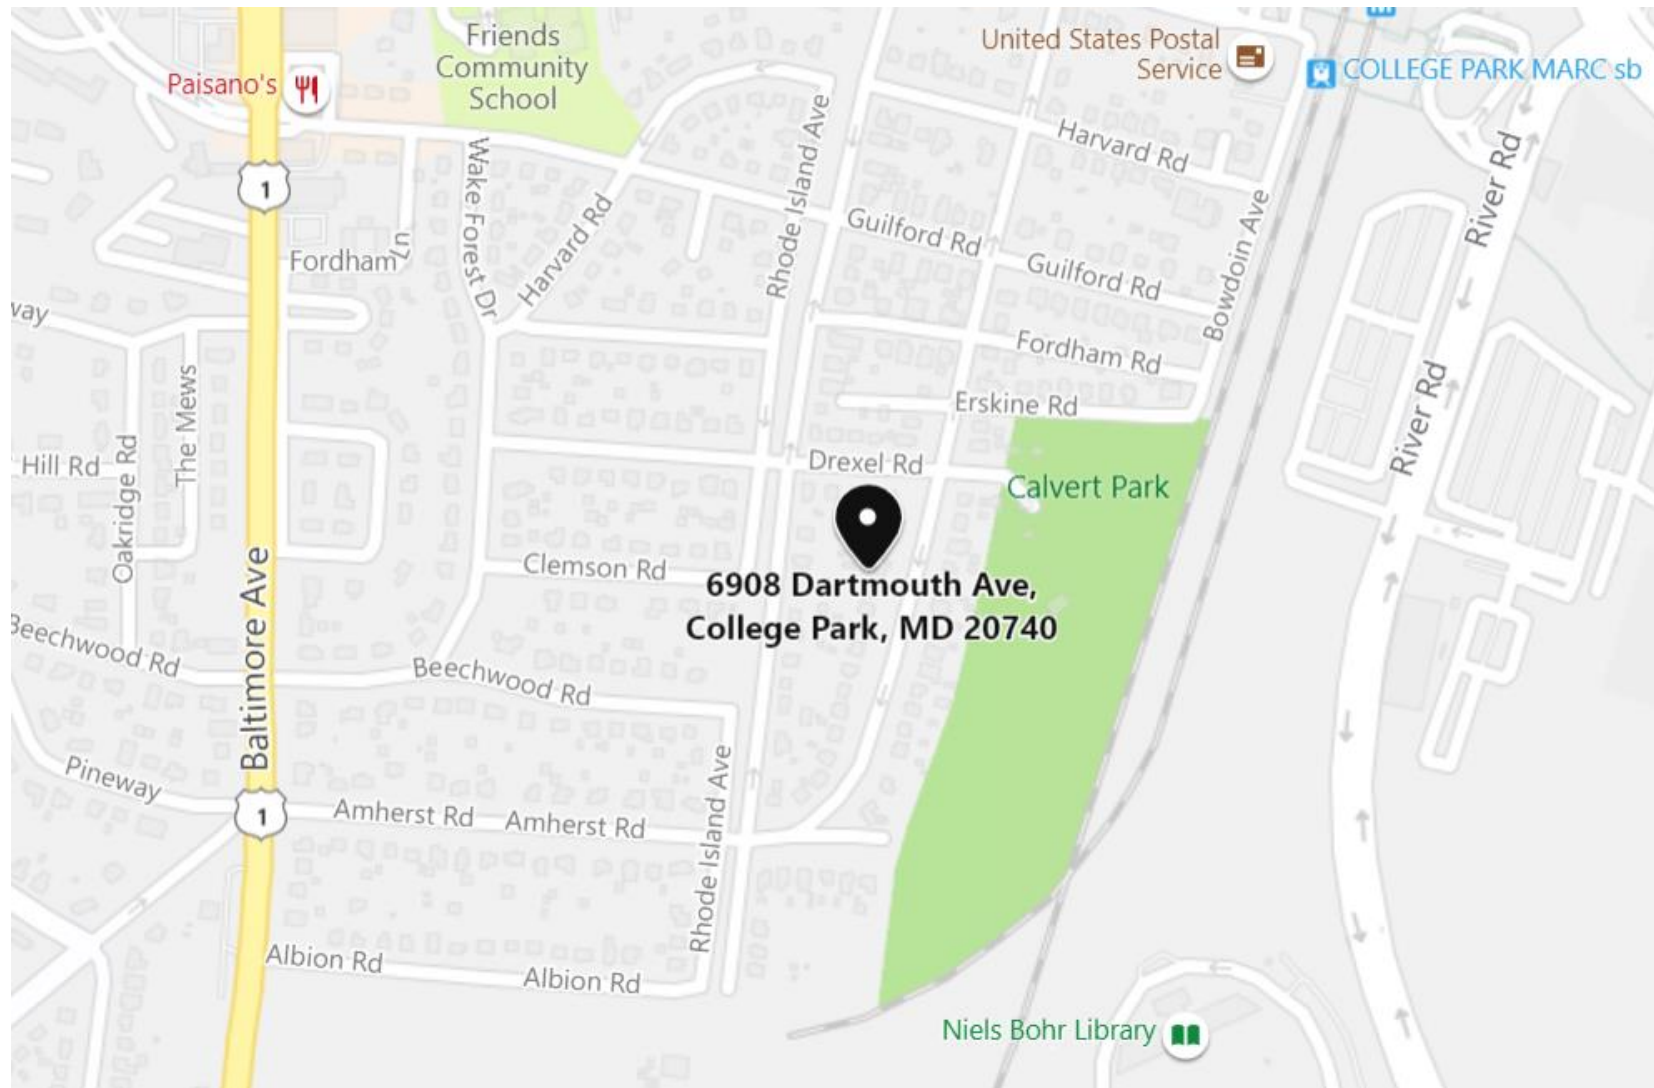 Friends
Community
School
United States Postal
Service
COLLEGE PARK MARC sb
Paisano's
Harvard Rd
River Rd
1
Wake Forest Dr
Rhode Island Ave
Harvard Rd
Guilford Rd
Bowdoin Ave
Fordham Ln
Guilford Rd
way
Fordham Rd
The Mews
Erskine Rd
River Rd
Hill Rd
Oakridge Rd
Drexel Rd
Calvert Park
Clemson Rd
6908 Dartmouth Ave,
College Park, MD 20740
Baltimore Ave
Beechwood Rd
Beechwood Rd
Pineway
1
Amherst Rd
Amherst Rd
Rhode Island Ave
Albion Rd
Albion Rd
Niels Bohr Library